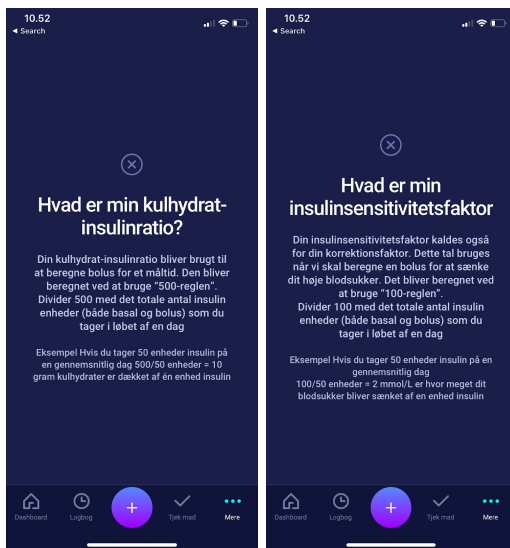 10.52
◄ Search
Hvad er min kulhydrat-
insulinratio?
Din kulhydrat-insulinratio bliver brugt til
at beregne bolus for et måltid. Den bliver
beregnet ved at bruge “500-reglen”.
Divider 500 med det totale antal insulin
enheder (både basal og bolus) som du
tager i løbet af en dag
Eksempel Hvis du tager 50 enheder insulin på
en gennemsnitlig dag 500/50 enheder = 10
gram kulhydrater er dækket af én enhed insulin
Dashboard
Logbog
Tjek mad
Mere
10.52
◄ Search
Hvad er min
insulinsensitivitetsfaktor
Din insulinsensitivitetsfaktor kaldes også
for din korrektionsfaktor. Dette tal bruges
når vi skal beregne en bolus for at sænke
dit høje blodsukker. Det bliver beregnet ved
at bruge “100-reglen”.
Divider 100 med det totale antal insulin
enheder (både basal og bolus) som du
tager i løbet af en dag
Eksempel Hvis du tager 50 enheder insulin på en
gennemsnitlig dag
100/50 enheder = 2 mmol/L er hvor meget dit
blodsukker bliver sænket af en enhed insulin
Dashboard
Logbog
Tjek mad
Mere